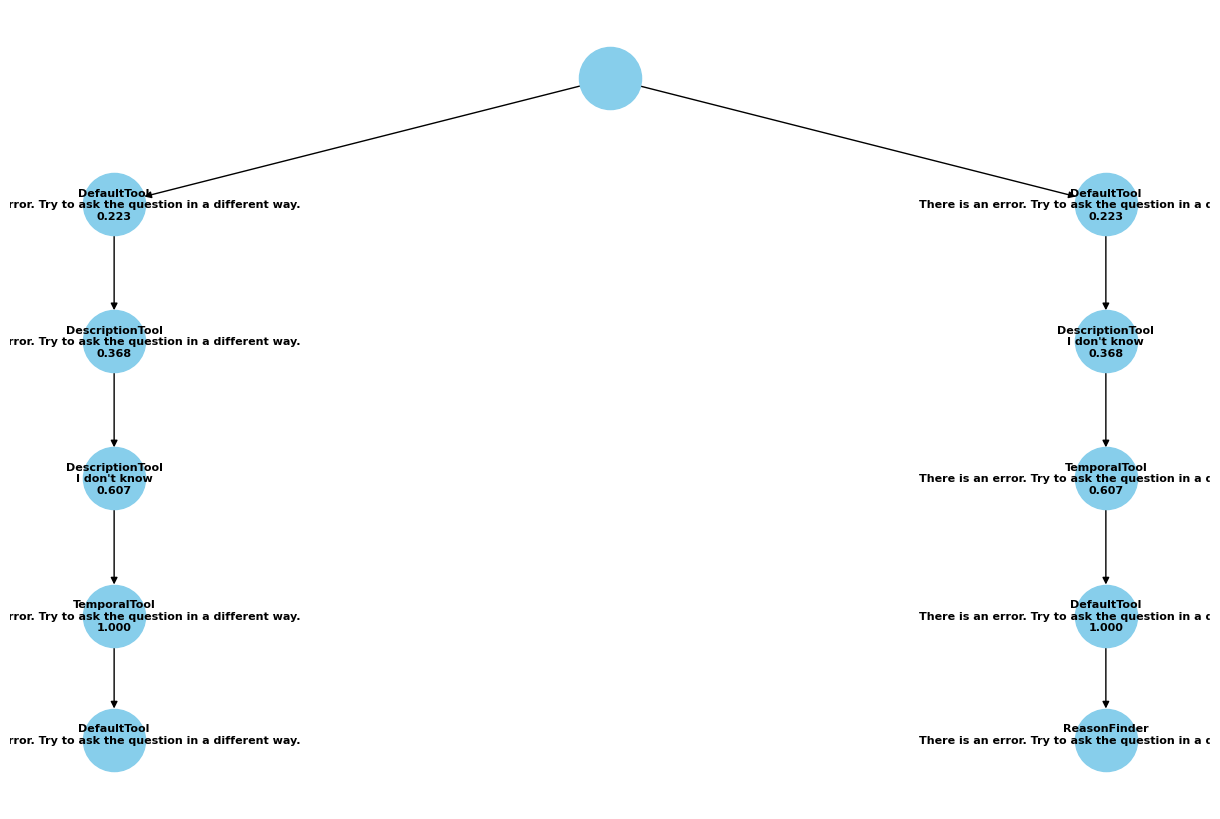 DefaultTool
rror. Try to ask the question in a different way.
0.223
DefaultTool
There is an error. Try to ask the question in a d
0.223
DescriptionTool
rror. Try to ask the question in a different way.
0.368
DescriptionTool
I don't know
0.368
DescriptionTool
I don't know
0.607
TemporalTool
There is an error. Try to ask the question in a d
0.607
TemporalTool
rror. Try to ask the question in a different way.
1.000
DefaultTool
There is an error. Try to ask the question in a d
1.000
DefaultTool
rror. Try to ask the question in a different way.
ReasonFinder
There is an error. Try to ask the question in a d